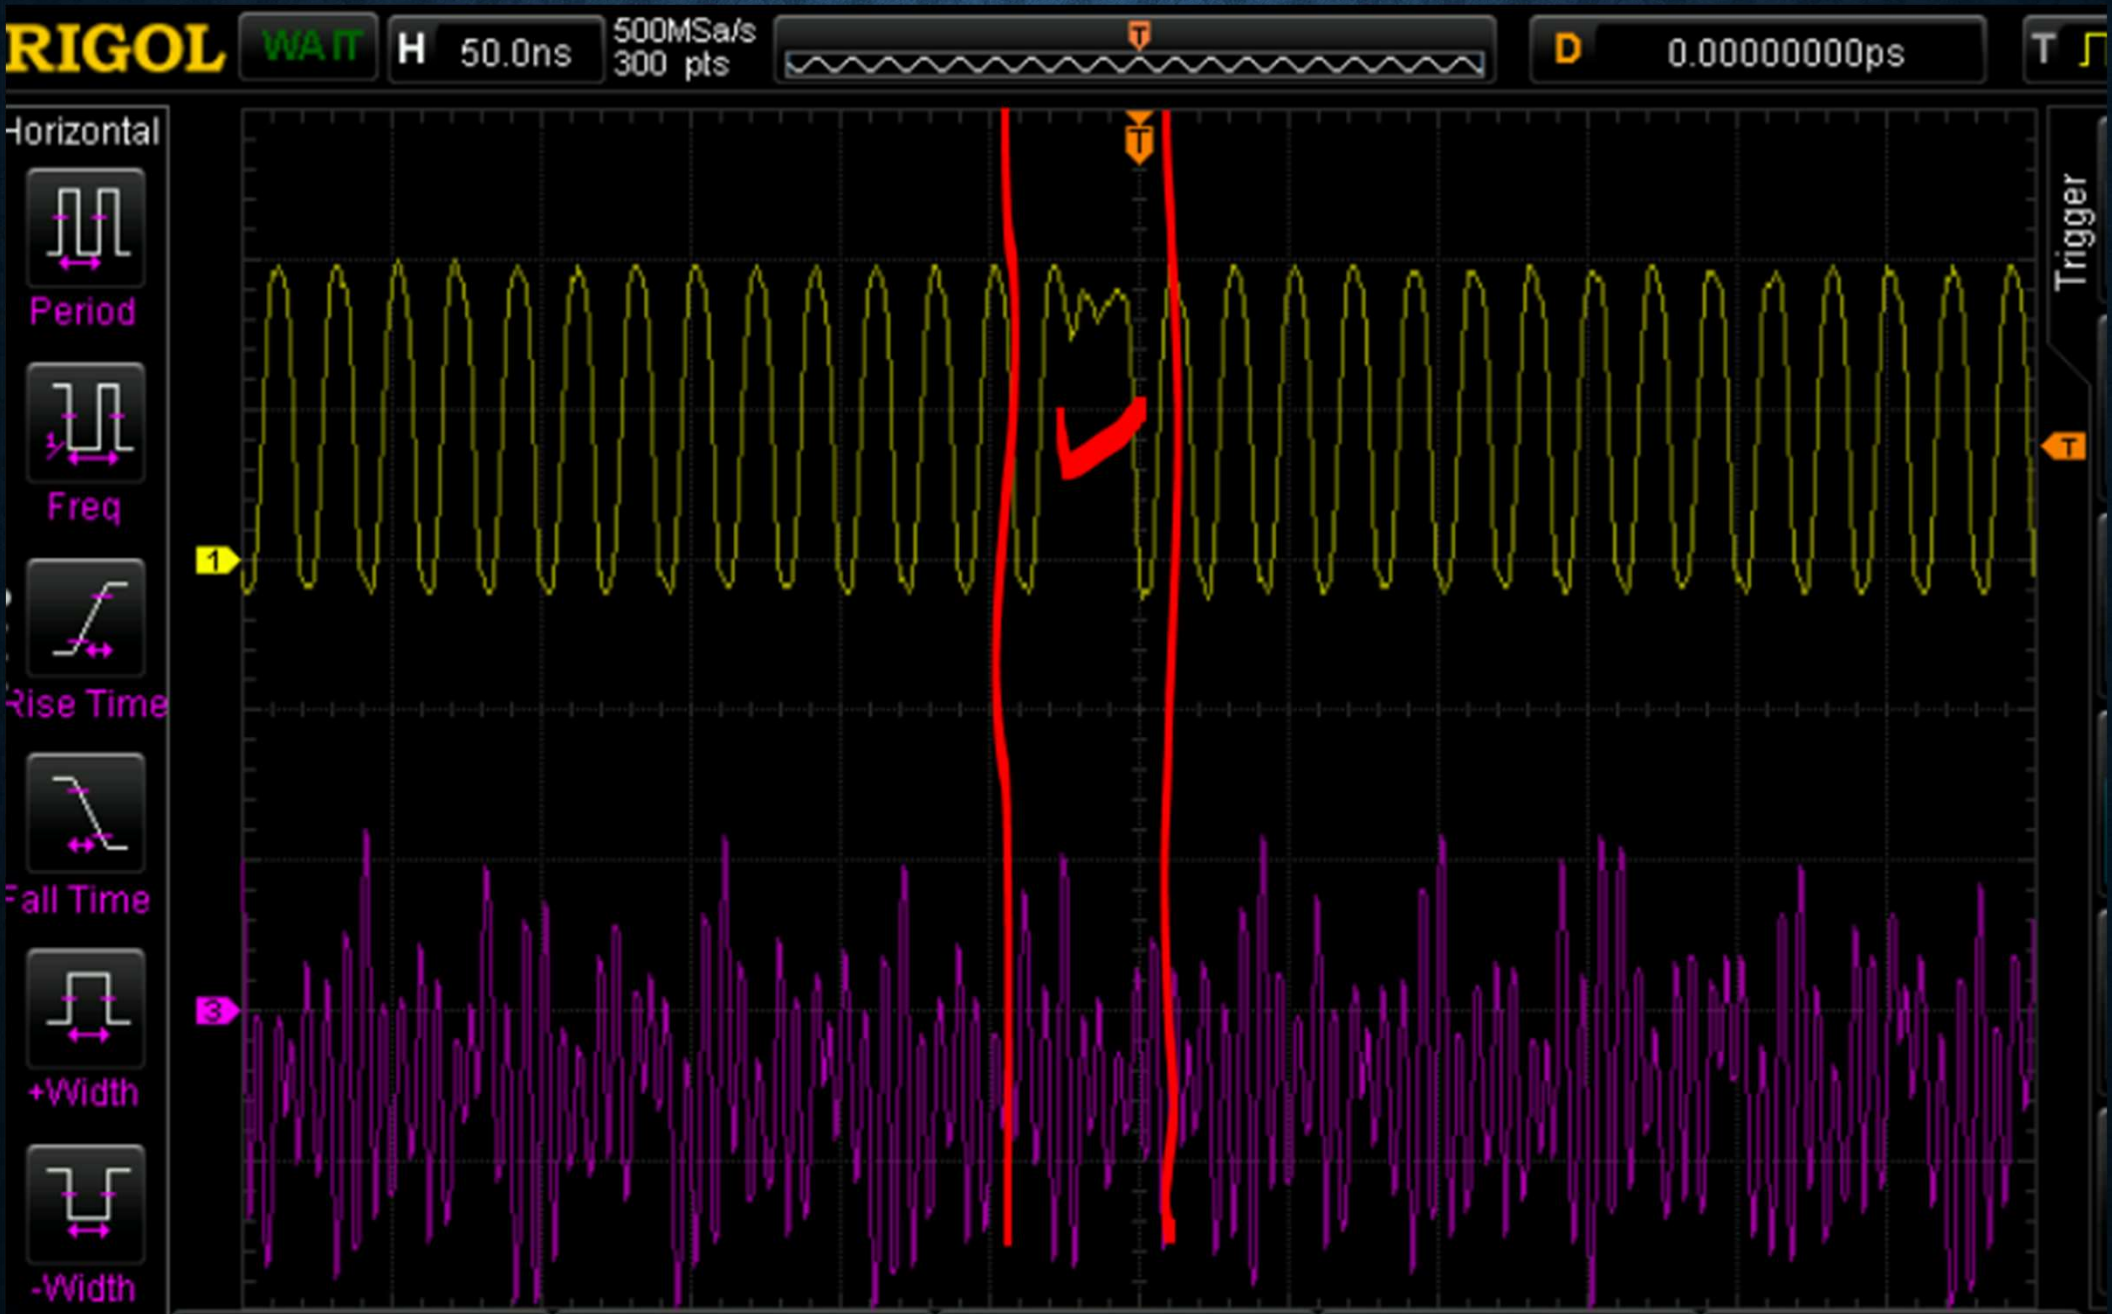 RIGOL
WAIT
H 50.0ns
500MSa/s
300 pts
T
D 0.00000000ps
T
Horizontal
Period
Freq
Rise Time
Fall Time
+Width
-Width
T
1
3
T
Trigger